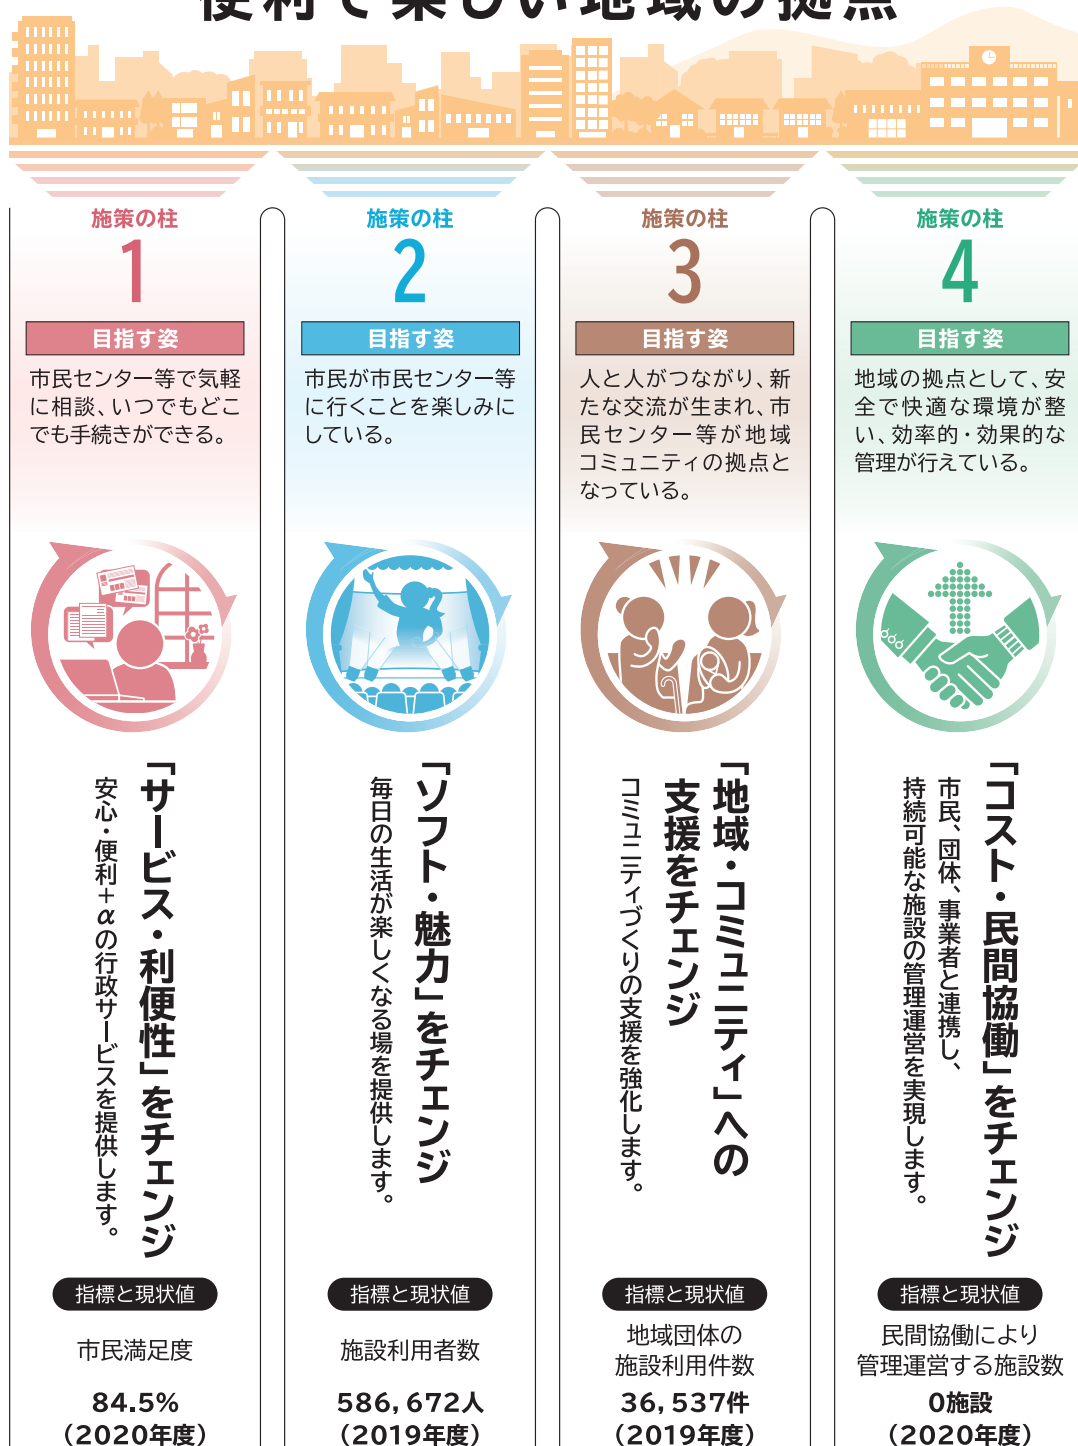 便利で楽しい地域の拠点
施策の柱
1
目指す姿
市民センター等で気軽
に相談、いつでもどこ
でも手続きができる。
「サービス・利便性」をチェンジ
安心・便利+αの行政サービスを提供します。
指標と現状値
市民満足度
84.5%
（2020年度）
施策の柱
2
目指す姿
市民が市民センター等
に行くことを楽しみに
している。
「ソフト・魅力」をチェンジ
毎日の生活が楽しくなる場を提供します。
指標と現状値
施設利用者数
586,672人
（2019年度）
施策の柱
3
目指す姿
人と人がつながり、新
たな交流が生まれ、市
民センター等が地域
コミュニティの拠点と
なっている。
「地域・コミュニティ」への
支援をチェンジ
コミュニティづくりの支援を強化します。
指標と現状値
地域団体の
施設利用件数
36,537件
（2019年度）
施策の柱
4
目指す姿
地域の拠点として、安
全で快適な環境が整
い、効率的・効果的な
管理が行えている。
「コスト・民間協働」をチェンジ
市民、団体、事業者と連携し、
持続可能な施設の管理運営を実現します。
指標と現状値
民間協働により
管理運営する施設数
0施設
（2020年度）